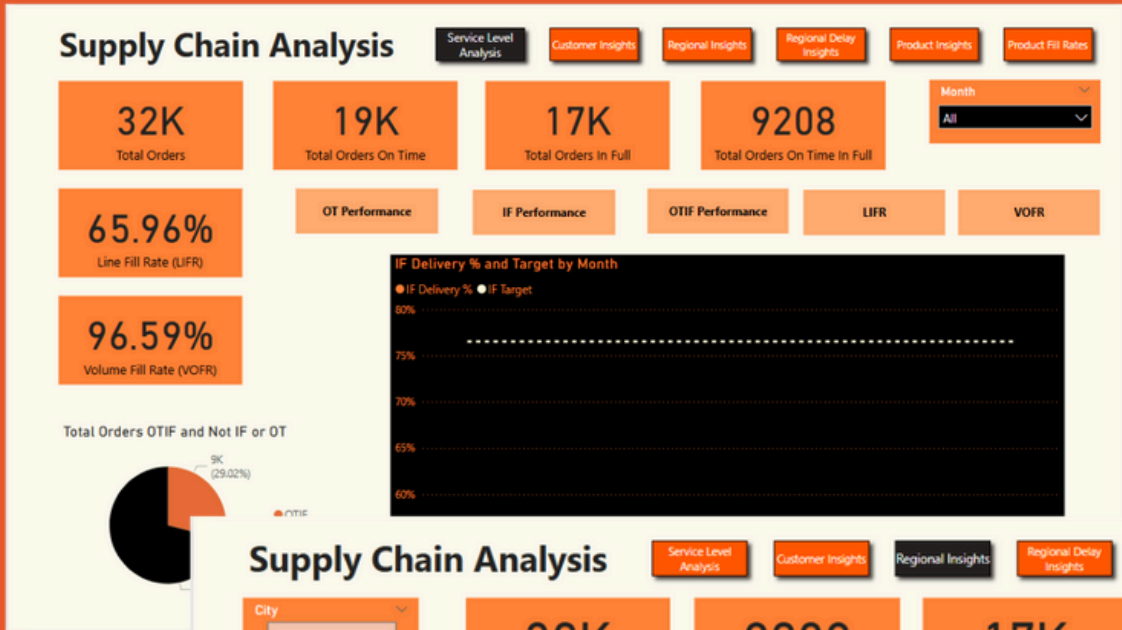 Supply Chain Analysis
Service Level
Analysis
Customer Insights
Regional Insights
Regional Delay
Insights
Product Insights
Product Fill Rates
32K
Total Orders
19K
Total Orders On Time
17K
Total Orders In Full
9208
Total Orders On Time In Full
Month
All
65.96%
Line Fill Rate (LIFR)
OT Performance
IF Performance
OTIF Performance
LIFR
VOFR
96.59%
Volume Fill Rate (VOFR)
IF Delivery % and Target by Month
IF Delivery % IF Target
80%
75%
70%
65%
60%
Total Orders OTIF and Not IF or OT
9K
(29.02%)
OTIF
Supply Chain Analysis
Service Level
Analysis
Customer Insights
Regional Insights
Regional Delay
Insights
City
17K